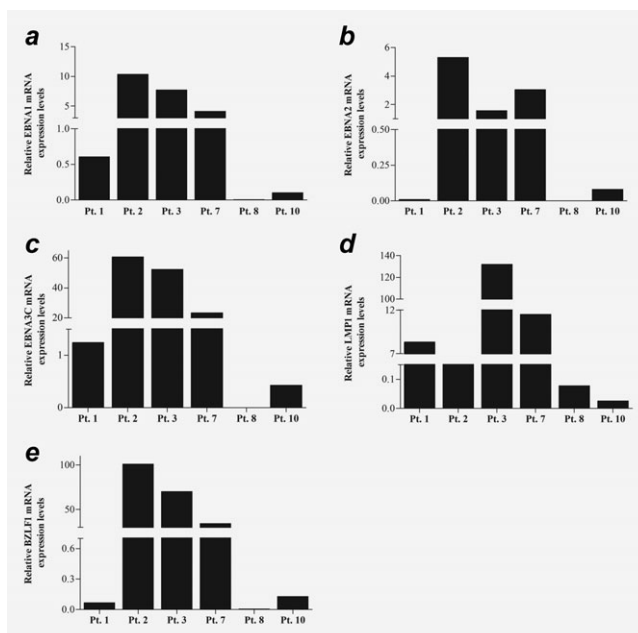 a
Relative EBNA1 mRNA
expression levels
15
10
5
1.0
0.5
0.0
Pt. 1 Pt. 2 Pt. 3 Pt. 7 Pt. 8 Pt. 10
b
Relative EBNA2 mRNA
expression levels
6
4
2
0.50
0.25
0.00
Pt. 1 Pt. 2 Pt. 3 Pt. 7 Pt. 8 Pt. 10
c
Relative EBNA3C mRNA
expression levels
60
40
20
1
0
Pt. 1 Pt. 2 Pt. 3 Pt. 7 Pt. 8 Pt. 10
d
Relative LMP1 mRNA
expression levels
140
120
100
12
7
0.1
0.0
Pt. 1 Pt. 2 Pt. 3 Pt. 7 Pt. 8 Pt. 10
e
Relative BZLF1 mRNA
expression levels
100
50
0.6
0.3
0.0
Pt. 1 Pt. 2 Pt. 3 Pt. 7 Pt. 8 Pt. 10